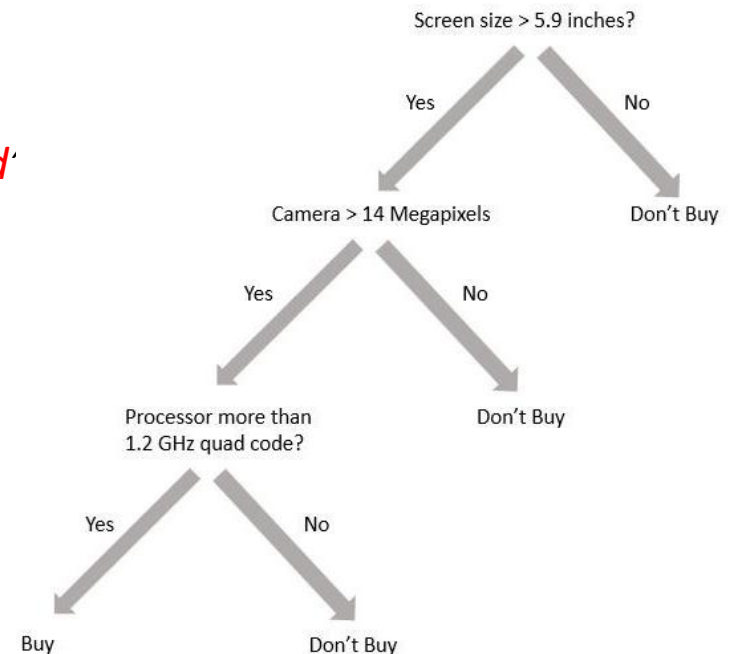 Screen size > 5.9 inches?
Yes
No
Camera > 14 Megapixels
Don't Buy
Yes
No
Processor more than
1.2 GHz quad code?
Don't Buy
Yes
No
Buy
Don't Buy